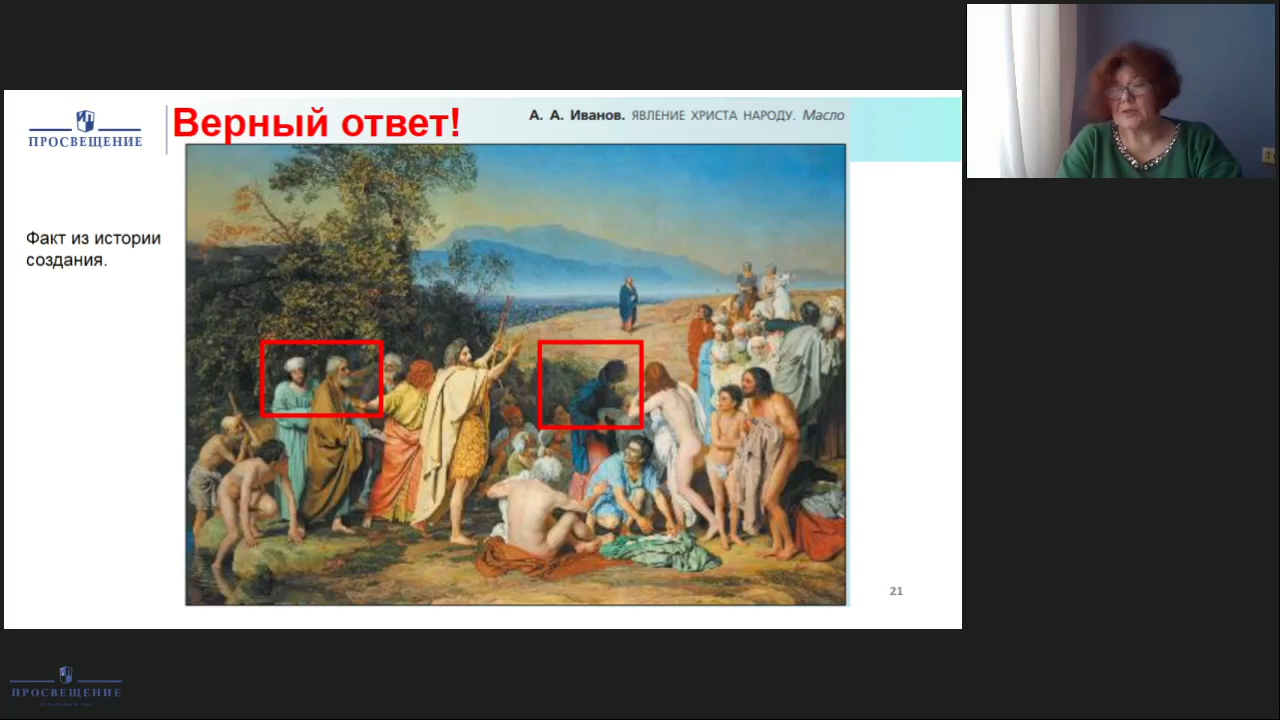 ПРОСВЕЩЕНИЕ
Верный ответ!
А. А. Иванов. ЯВЛЕНИЕ ХРИСТА НАРОДУ. Масло
Факт из истории
создания.
21
ПРОСВЕЩЕНИЕ